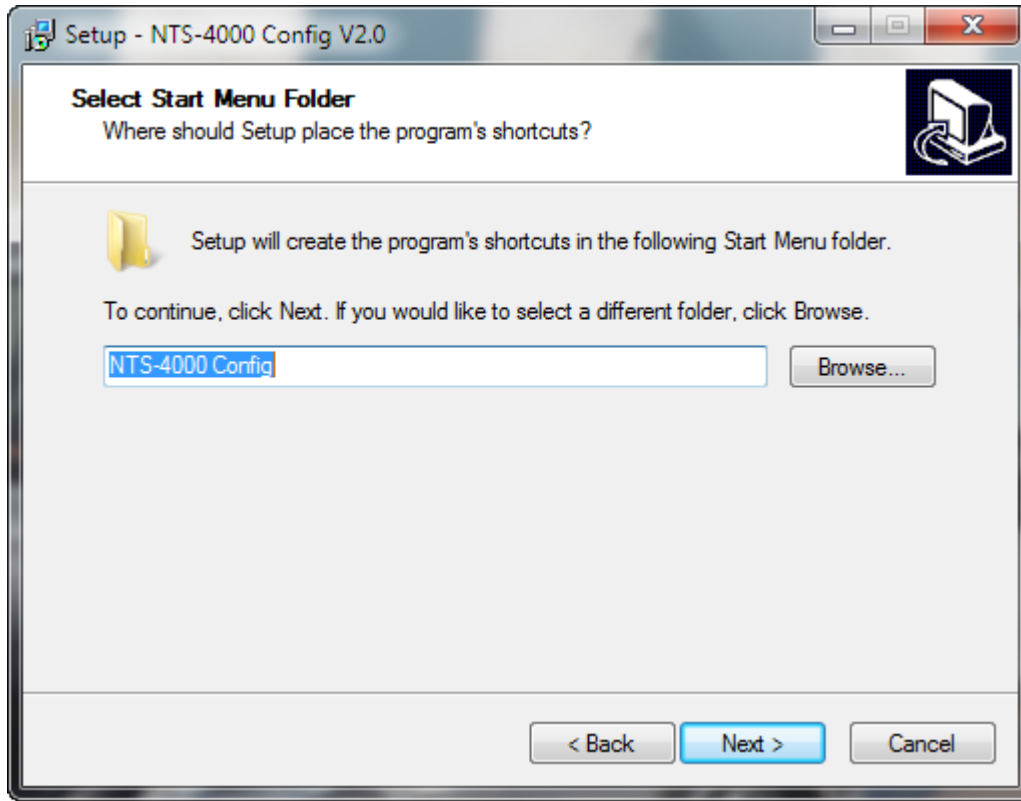 Setup - NTS-4000 Config V2.0
Select Start Menu Folder
Where should Setup place the program's shortcuts?
Setup will create the program's shortcuts in the following Start Menu folder.
To continue, click Next. If you would like to select a different folder, click Browse.
NTS-4000 Config
Browse...
< Back
Next >
Cancel